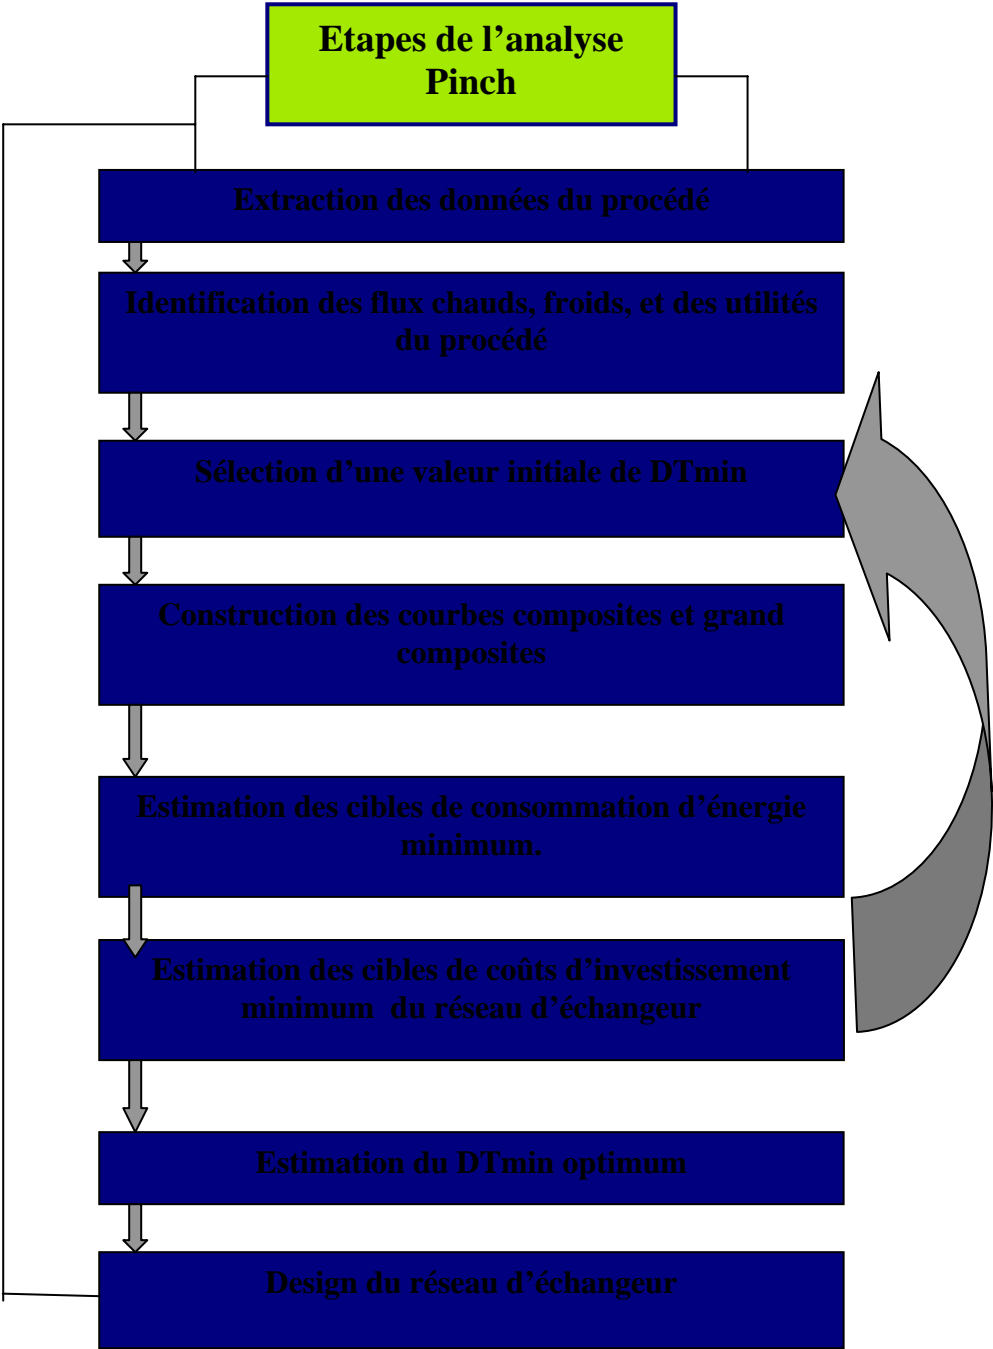 Etapes de l’analyse
Pinch
Extraction des données du procédé
Identification des flux chauds, froids, et des utilités
du procédé
Sélection d’une valeur initiale de DTmin
Construction des courbes composites et grand
composites
Estimation des cibles de consommation d’énergie
minimum.
Estimation des cibles de coûts d’investissement
minimum  du réseau d’échangeur
Estimation du DTmin optimum
Design du réseau d’échangeur